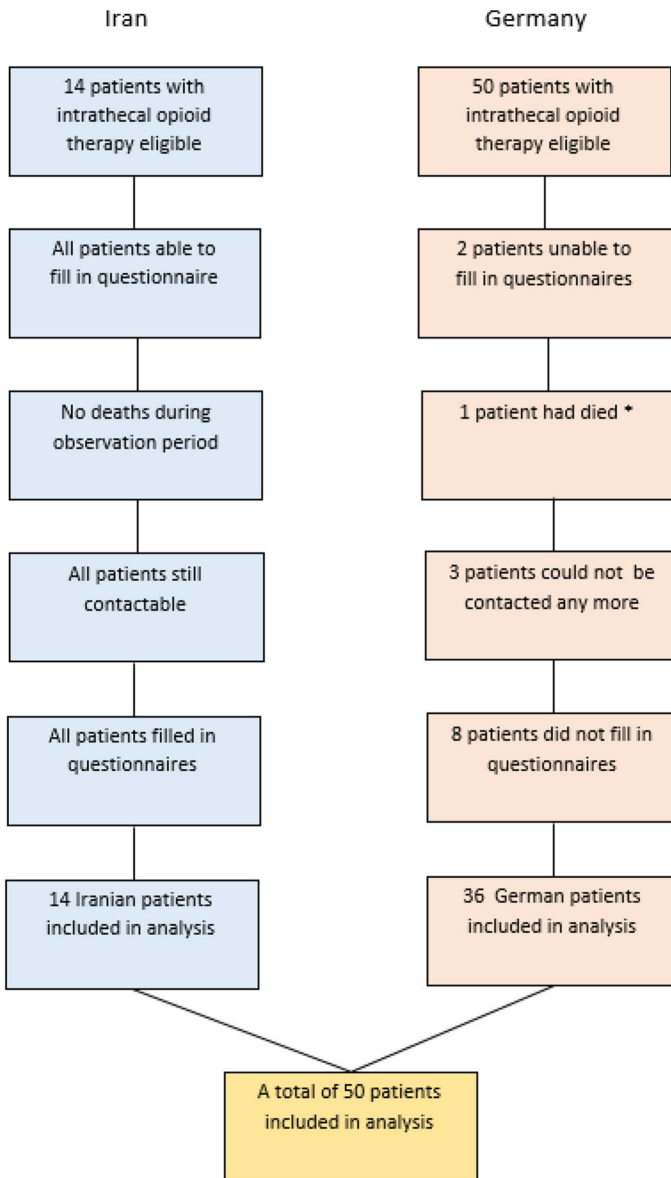 Iran
14 patients with
intrathecal opioid
therapy eligible
All patients able to
fill in questionnaire
No deaths during
observation period
All patients still
contactable
All patients filled in
questionnaires
14 Iranian patients
included in analysis
Germany
50 patients with
intrathecal opioid
therapy eligible
2 patients unable to
fill in questionnaires
1 patient had died *
3 patients could not be
contacted any more
8 patients did not fill in
questionnaires
36 German patients
included in analysis
A total of 50 patients
included in analysis